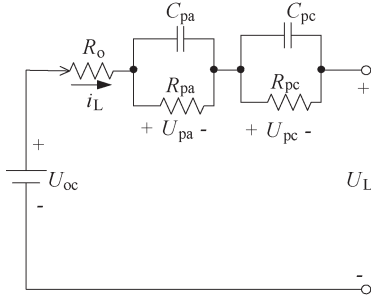 C_pa C_pc
R_o R_pa R_pc
i_L
+ U_pa - + U_pc - +
+
U_oc U_L
- -